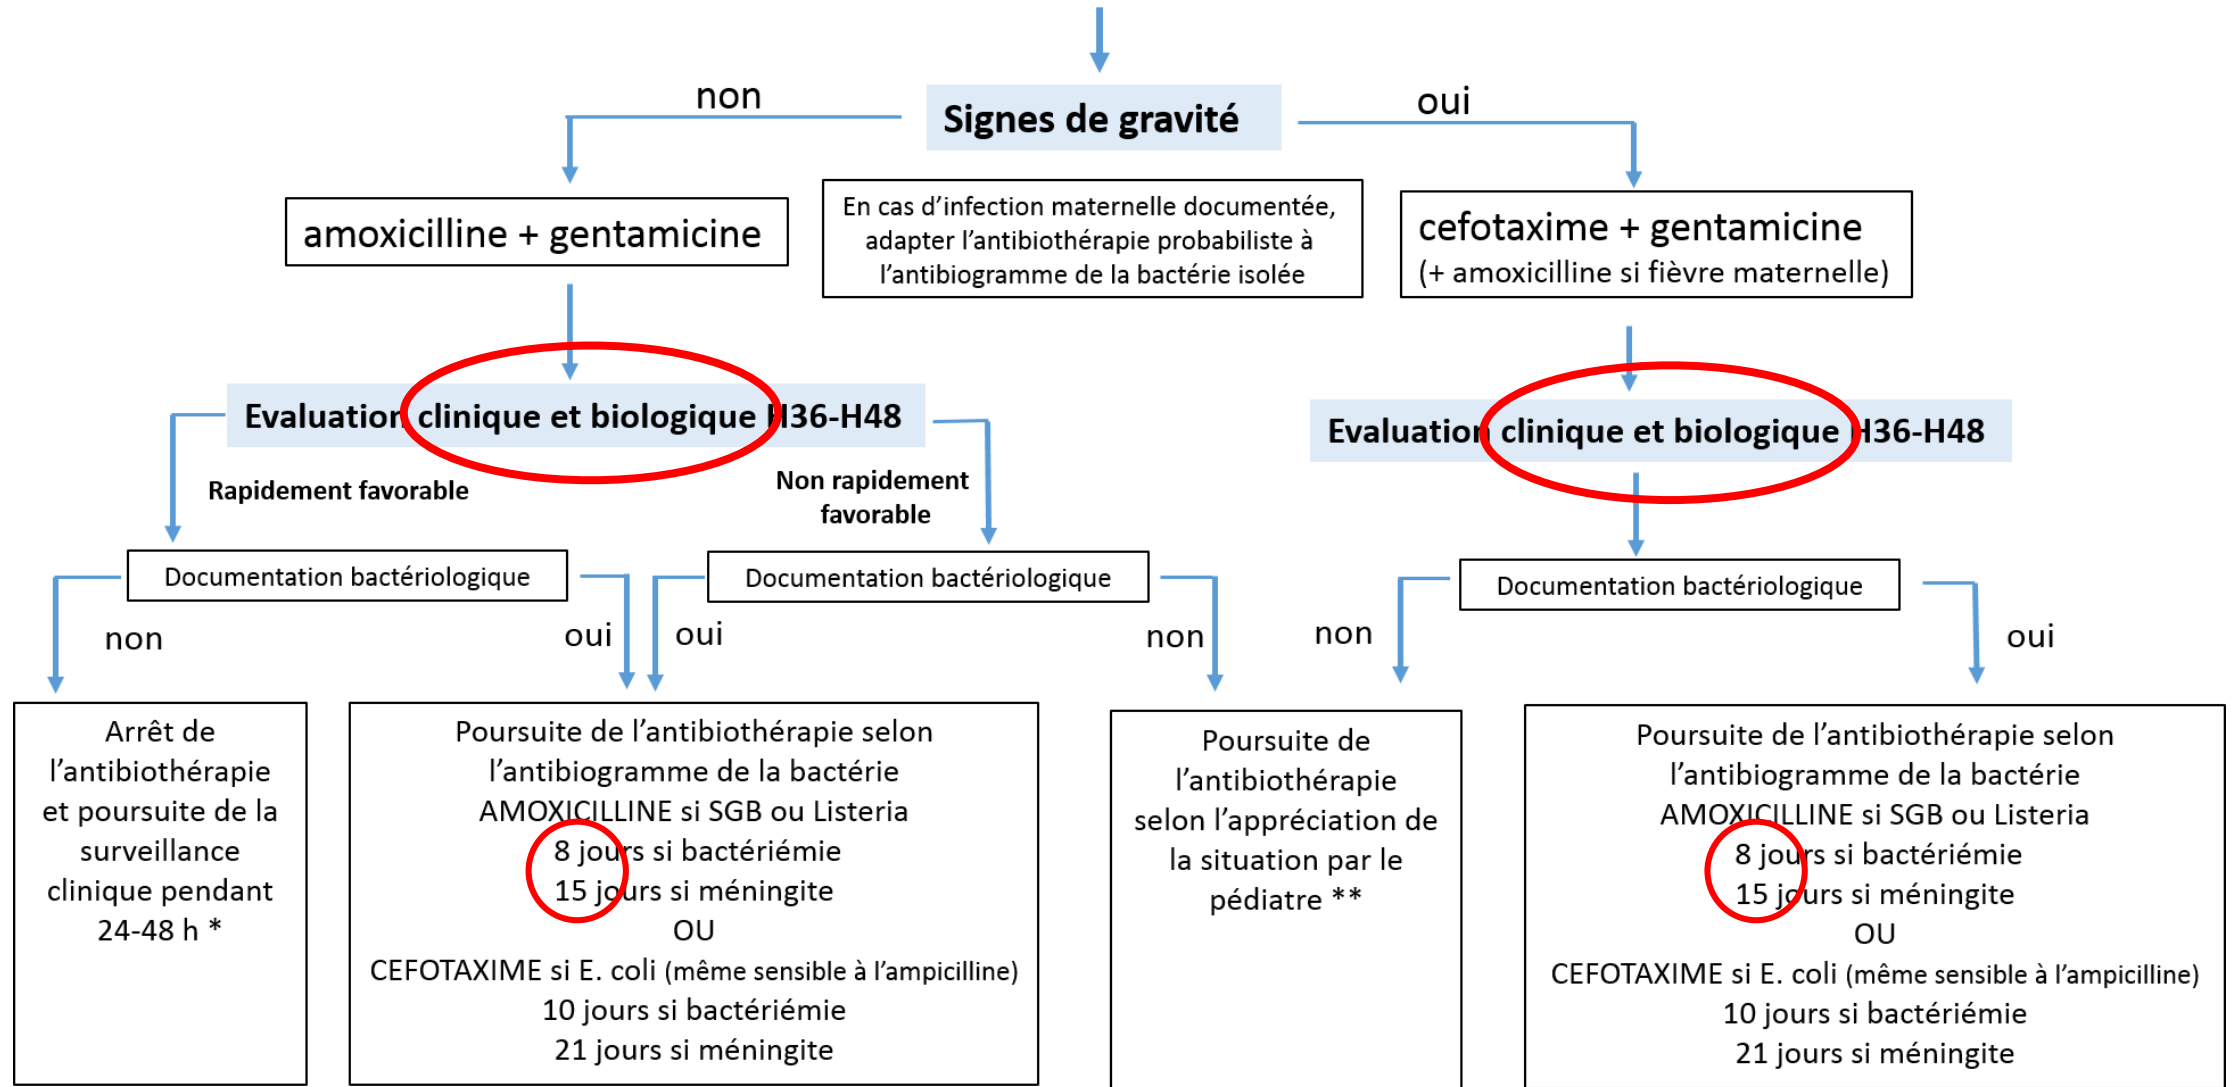 non
Signes de gravité
oui
amoxicilline + gentamicine
En cas d’infection maternelle documentée,
adapter l’antibiothérapie probabiliste à
l’antibiogramme de la bactérie isolée
cefotaxime + gentamicine
(+ amoxicilline si fièvre maternelle)
Evaluation clinique et biologique H36-H48
Evaluation clinique et biologique H36-H48
Rapidement favorable
Non rapidement
favorable
Documentation bactériologique
Documentation bactériologique
Documentation bactériologique
non
oui
oui
non
non
oui
Arrêt de
l’antibiothérapie
et poursuite de la
surveillance
clinique pendant
24-48 h *
Poursuite de l’antibiothérapie selon
l’antibiogramme de la bactérie
AMOXICILLINE si SGB ou Listeria
8 jours si bactériémie
15 jours si méningite
OU
CEFOTAXIME si E. coli (même sensible à l’ampicilline)
10 jours si bactériémie
21 jours si méningite
Poursuite de
l’antibiothérapie
selon l’appréciation de
la situation par le
pédiatre **
Poursuite de l’antibiothérapie selon
l’antibiogramme de la bactérie
AMOXICILLINE si SGB ou Listeria
8 jours si bactériémie
15 jours si méningite
OU
CEFOTAXIME si E. coli (même sensible à l’ampicilline)
10 jours si bactériémie
21 jours si méningite